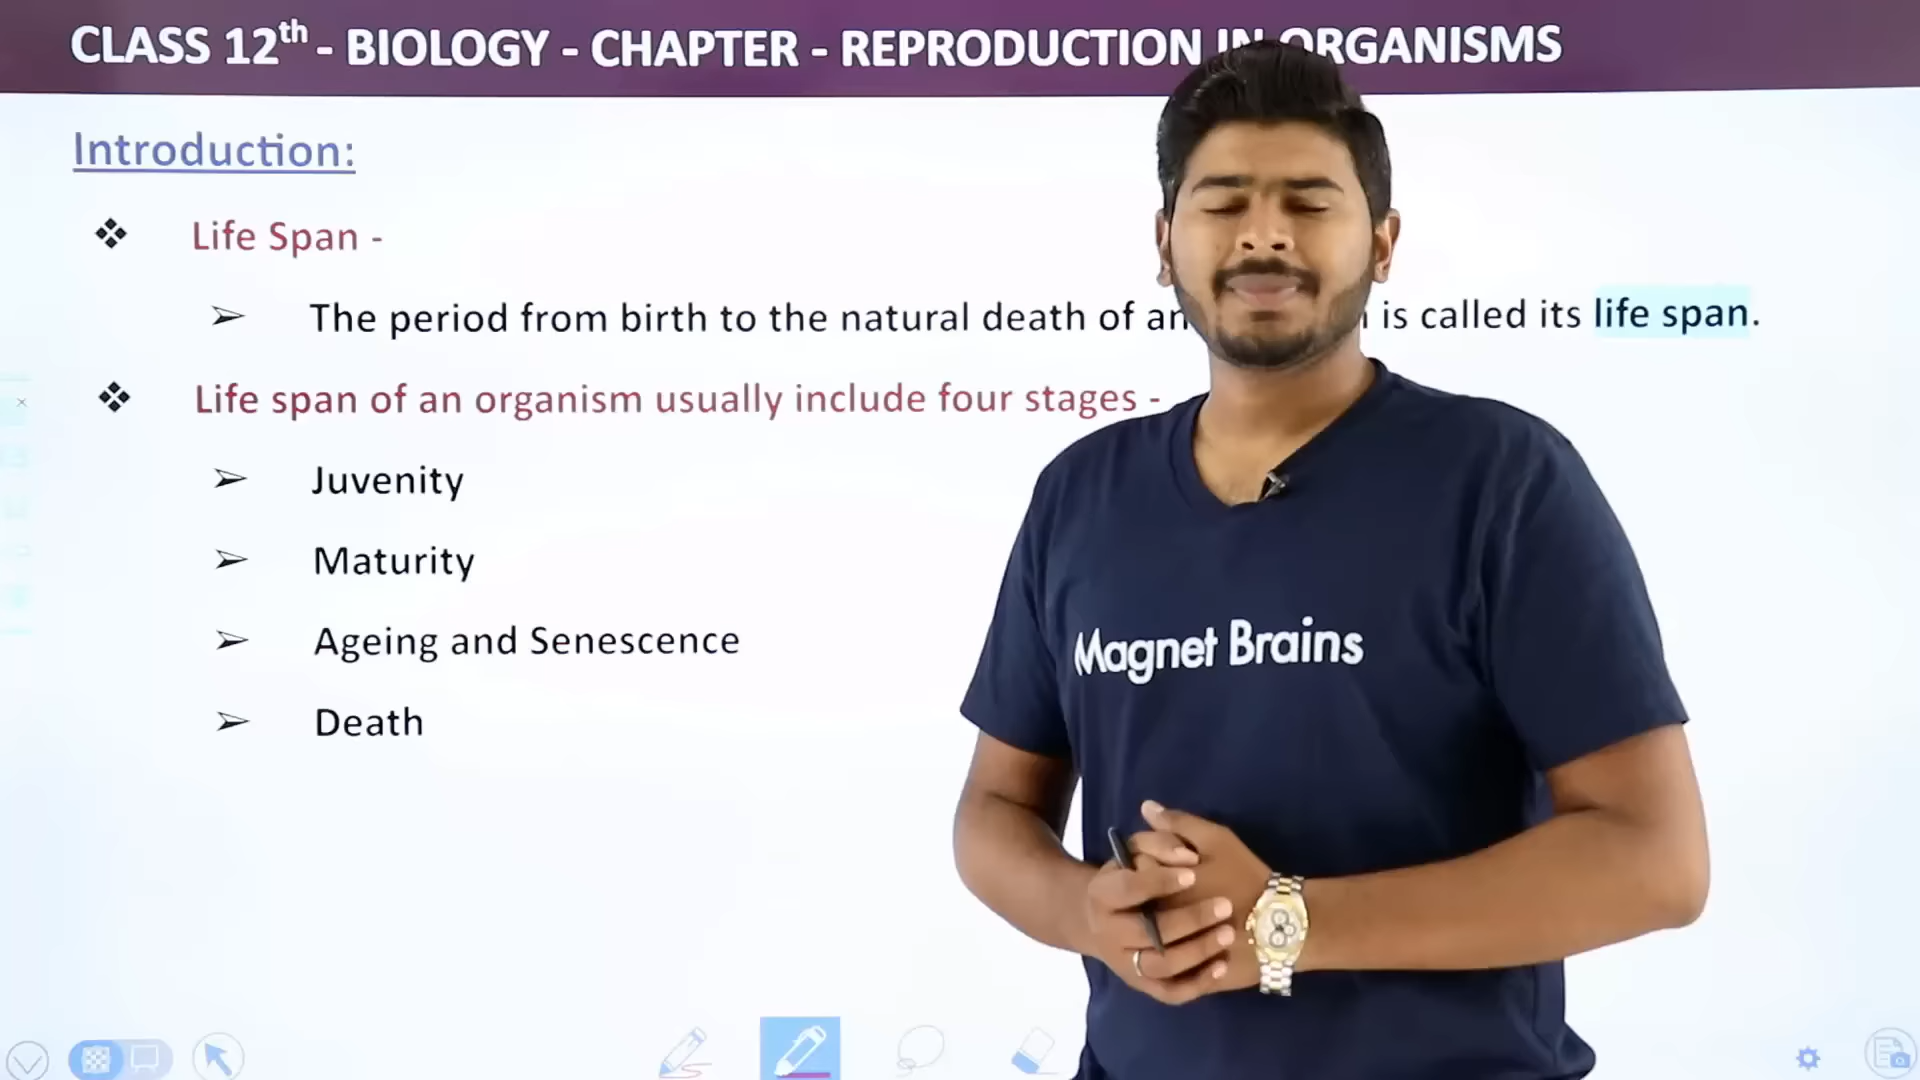 CLASS 12th - BIOLOGY - CHAPTER - REPRODUCTION IN ORGANISMS
Introduction:
Life Span -
The period from birth to the natural death of an is called its life span.
Life span of an organism usually include four stages -
Juvenity
Maturity
Ageing and Senescence
Death
Magnet Brains